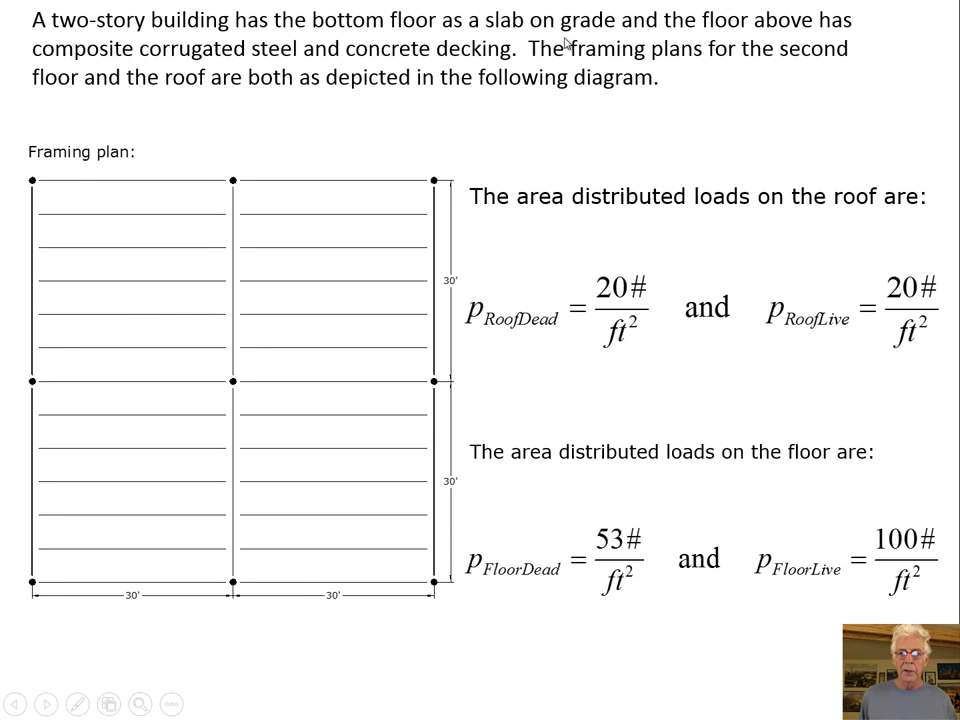 A two-story building has the bottom floor as a slab on grade and the floor above has
composite corrugated steel and concrete decking.  The framing plans for the second
floor and the roof are both as depicted in the following diagram.
Framing plan:
The area distributed loads on the roof are:
30'
p_RoofDead = 20# / ft² and p_RoofLive = 20# / ft²
The area distributed loads on the floor are:
30'
p_FloorDead = 53# / ft² and p_FloorLive = 100# / ft²
30' 30'